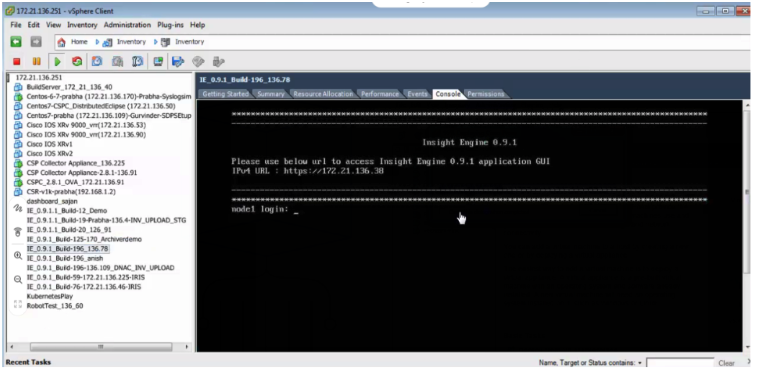 172.21.136.251 - vSphere Client
File Edit View Inventory Administration Plug-ins Help
Home Inventory Inventory
172.21.136.251
BuildServer_172_21_136_40
Centos-6-7-prabha (172.21.136.170)-Prabha-Syslogsim
Centos7-CSPC_DistributedEclipse (172.21.136.50)
Centos7-prabha (172.21.136.109)-Gurvinder-SDPSEtup
Cisco IOS XRv 9000_vm(172.21.136.53)
Cisco IOS XRv 9000_vm(172.21.136.90)
Cisco IOS XRv1
Cisco IOS XRv2
CSP Collector Appliance_136.225
CSP Collector Appliance-2.8.1-136.91
CSPC_2.8.1_OVA_172.21.136.91
CSR-v1k-prabha(192.168.1.2)
dashboard_sajan
IE_0.9.1.1_Build-12_Demo
IE_0.9.1.1_Build-19-Prabha-136.4-INV_UPLOAD_STG
IE_0.9.1.1_Build-20_126_91
IE_0.9.1_Build-125-170_Archiverdemo
IE_0.9.1_Build-196_136.78
IE_0.9.1_Build-196_anish
IE_0.9.1_Build-196-136.109_DNAC_INV_UPLOAD
IE_0.9.1_Build-59-172.21.136.225-IRIS
IE_0.9.1_Build-76-172.21.136.46-IRIS
KubernetesPlay
RobotTest_136_60
IE_0.9.1_Build-196_136.78
Getting Started Summary Resource Allocation Performance Events Console Permissions
Insight Engine 0.9.1
Please use below url to access Insight Engine 0.9.1 application GUI
IPv4 URL : https://172.21.136.38
node1 login: _
Recent Tasks
Name, Target or Status contains:
Clear